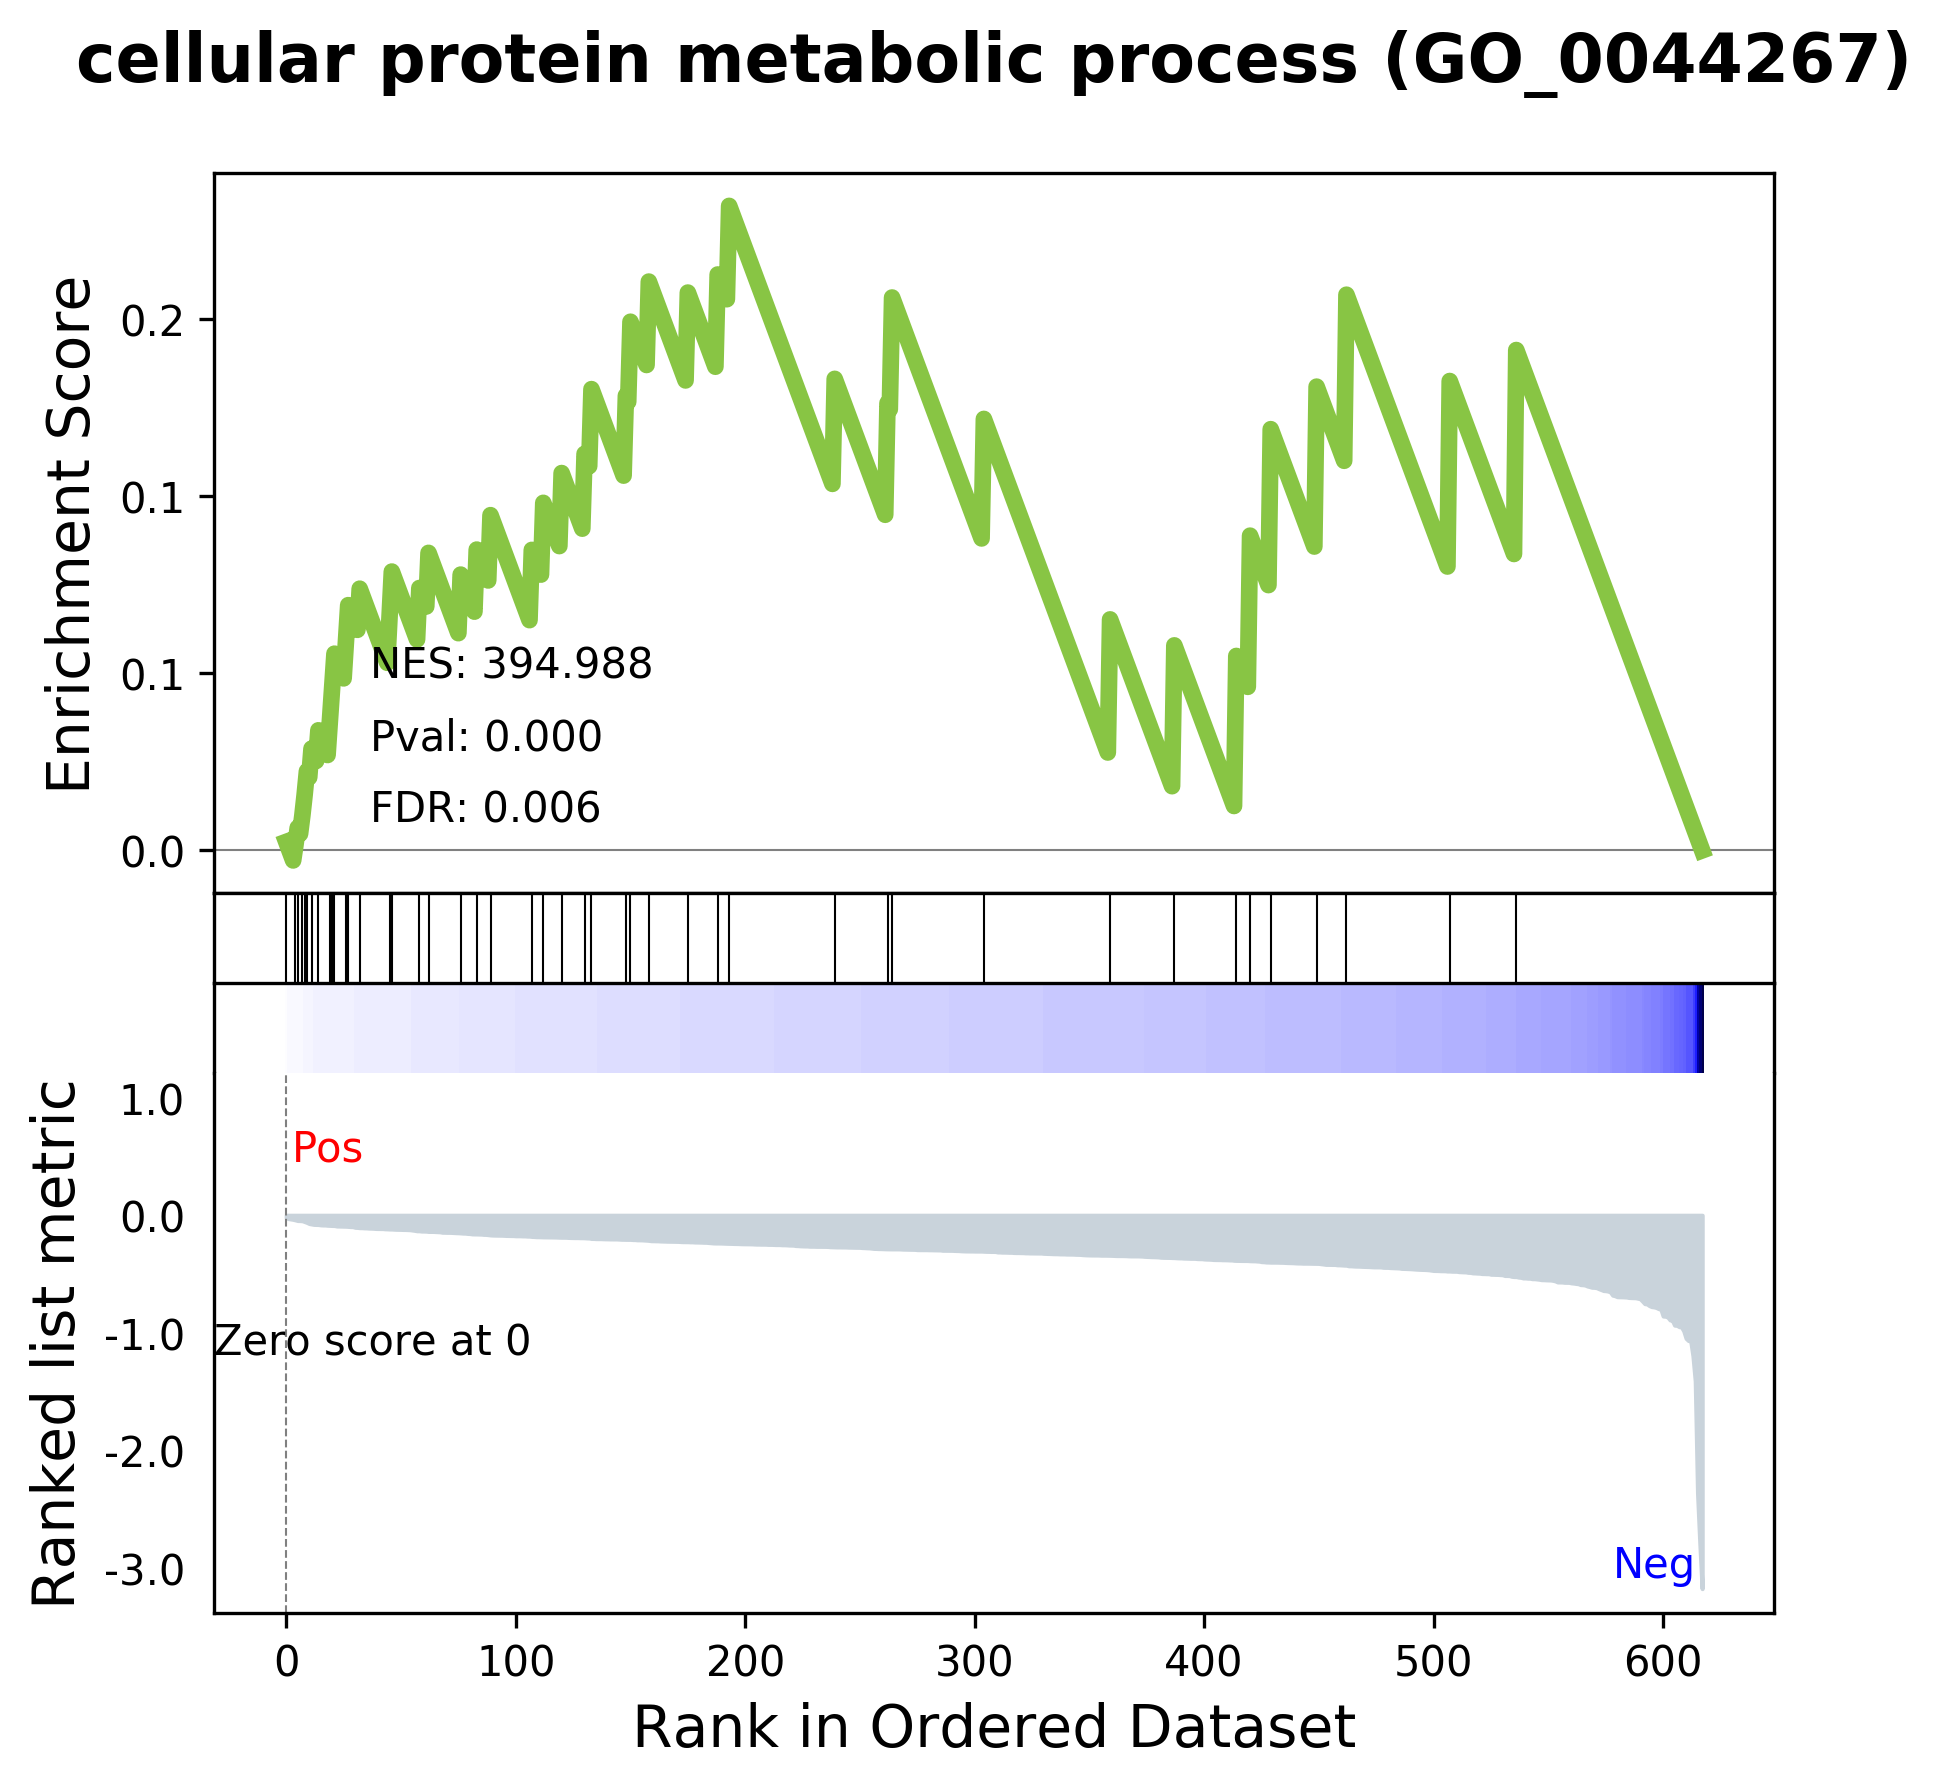 cellular protein metabolic process (GO_0044267)
Enrichment Score
0.2
0.1
0.1
0.0
NES: 394.988
Pval: 0.000
FDR: 0.006
Ranked list metric
1.0
0.0
-1.0
-2.0
-3.0
Pos
Zero score at 0
Neg
0 100 200 300 400 500 600
Rank in Ordered Dataset